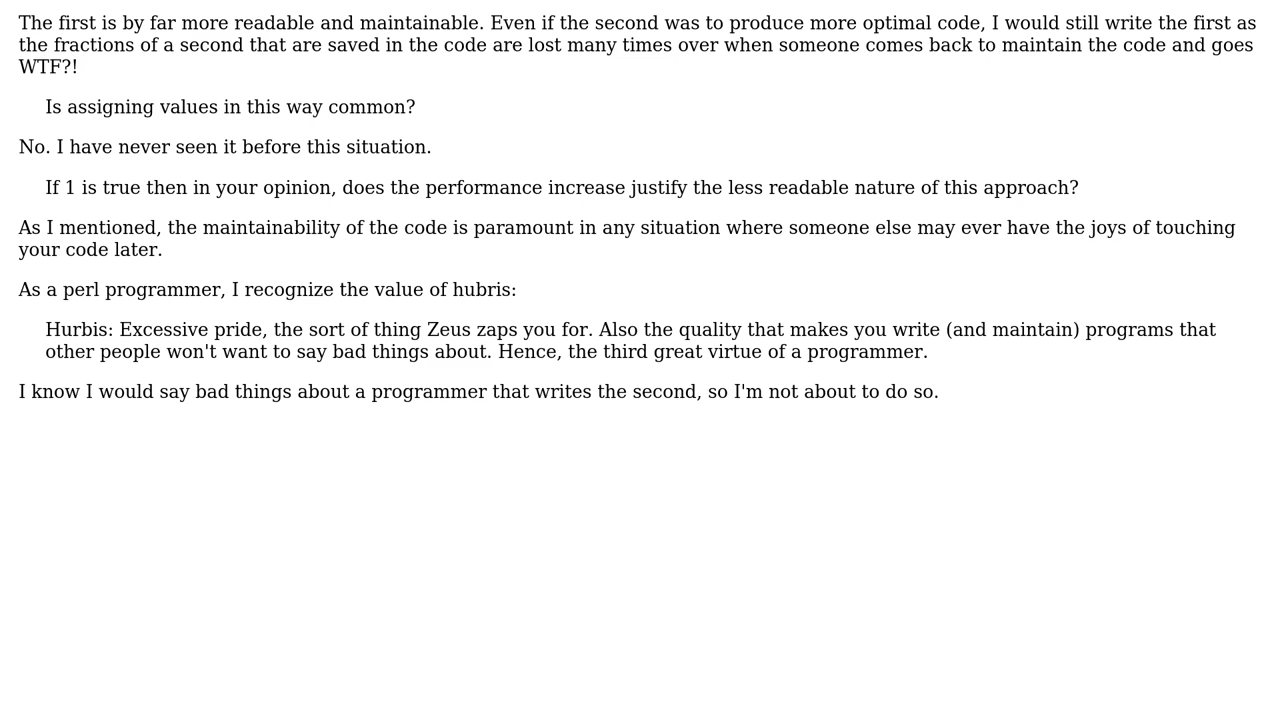 The first is by far more readable and maintainable. Even if the second was to produce more optimal code, I would still write the first as
the fractions of a second that are saved in the code are lost many times over when someone comes back to maintain the code and goes
WTF?!
Is assigning values in this way common?
No. I have never seen it before this situation.
If 1 is true then in your opinion, does the performance increase justify the less readable nature of this approach?
As I mentioned, the maintainability of the code is paramount in any situation where someone else may ever have the joys of touching
your code later.
As a perl programmer, I recognize the value of hubris:
Hurbis: Excessive pride, the sort of thing Zeus zaps you for. Also the quality that makes you write (and maintain) programs that
other people won't want to say bad things about. Hence, the third great virtue of a programmer.
I know I would say bad things about a programmer that writes the second, so I'm not about to do so.